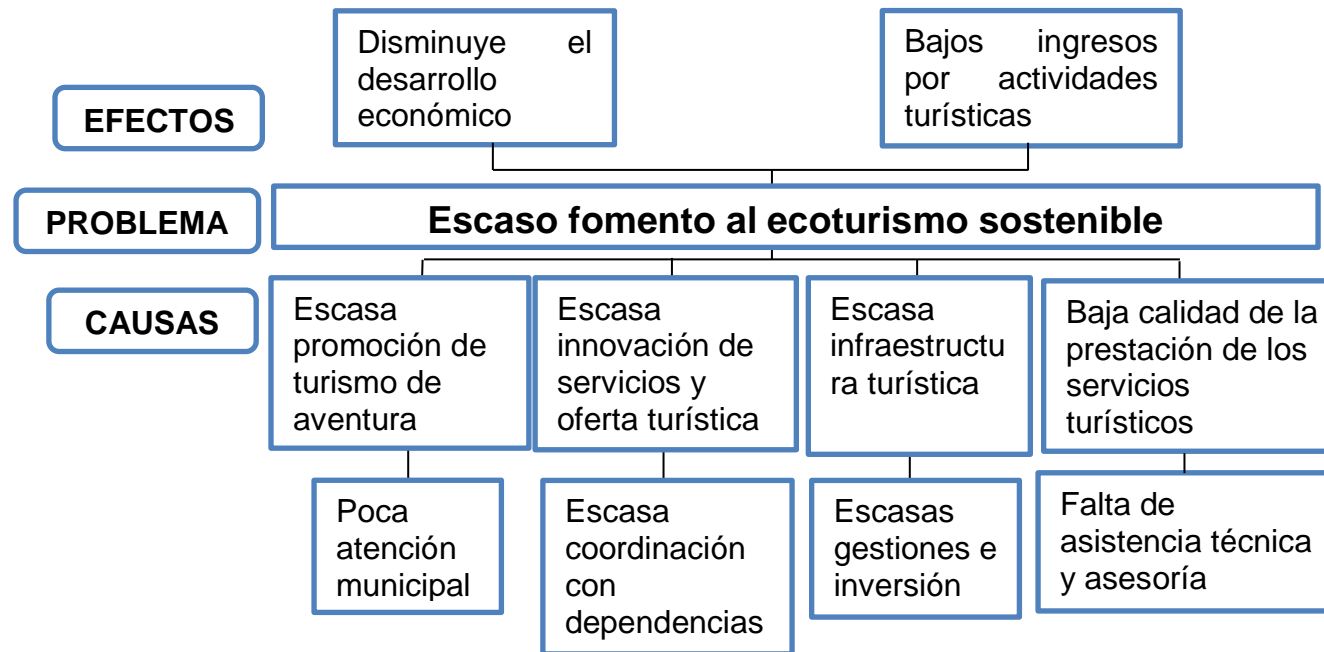 Disminuye el
desarrollo
económico
Bajos ingresos
por actividades
turísticas
EFECTOS
PROBLEMA
Escaso fomento al ecoturismo sostenible
CAUSAS
Escasa
promoción de
turismo de
aventura
Escasa
innovación de
servicios y
oferta turística
Escasa
infraestructu
ra turística
Baja calidad de la
prestación de los
servicios
turísticos
Poca
atención
municipal
Escasa
coordinación
con
dependencias
Escasas
gestiones e
inversión
Falta de
asistencia técnica
y asesoría